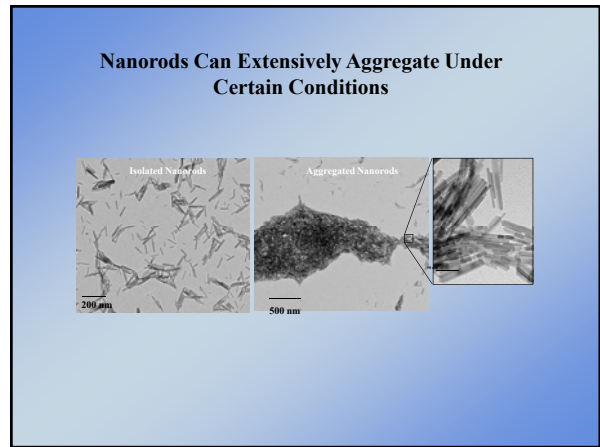 Nanorods Can Extensively Aggregate Under
Certain Conditions
Isolated Nanorods
Aggregated Nanorods
200 nm
500 nm